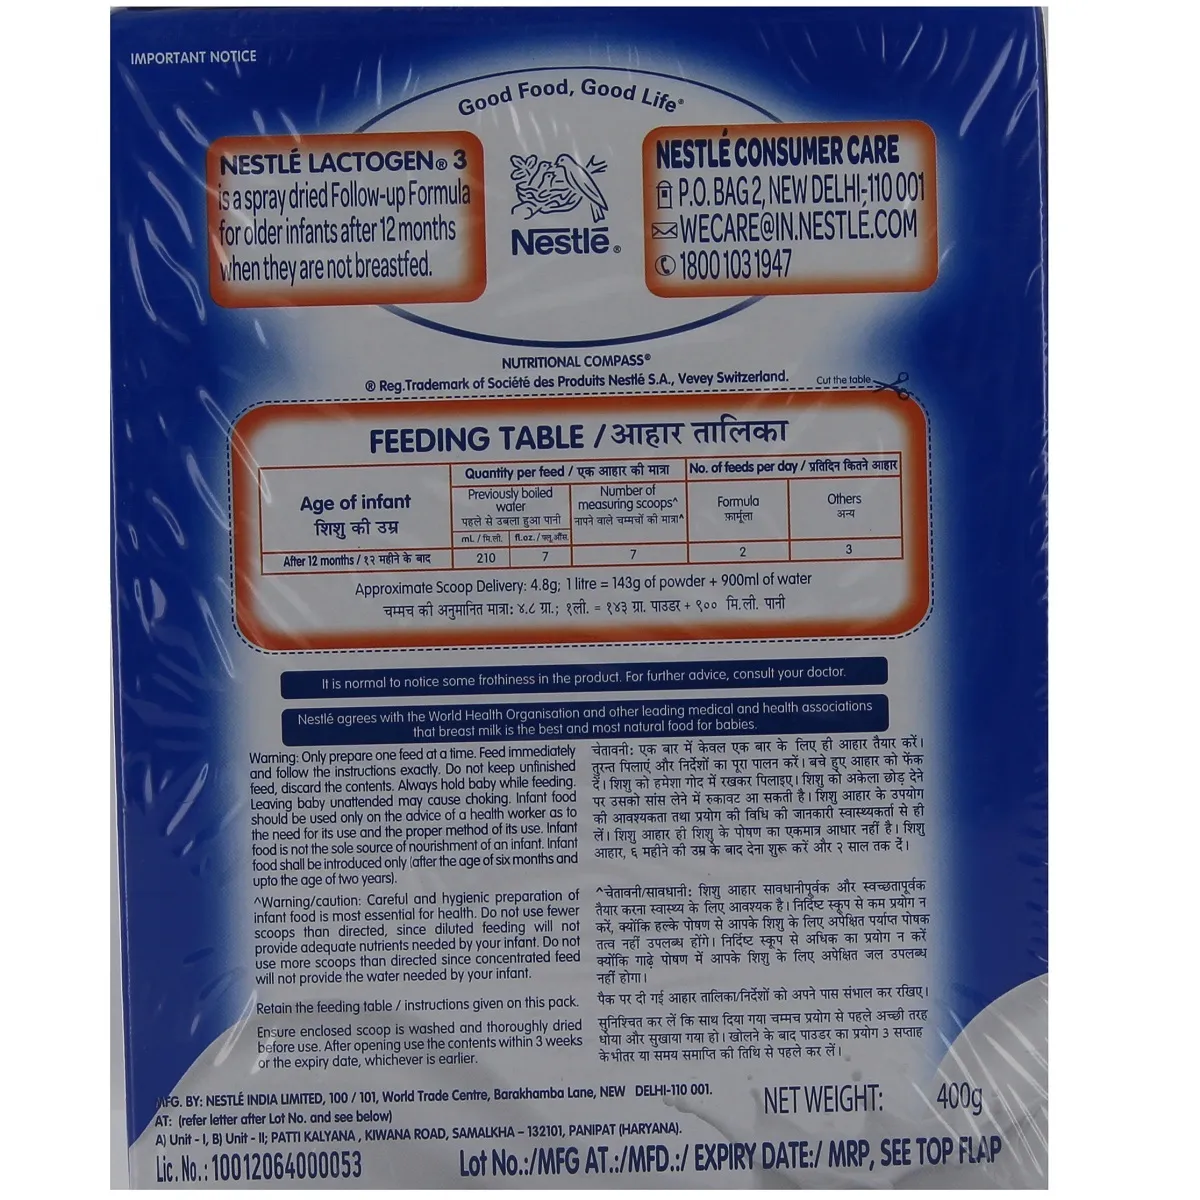 IMPORTANT NOTICE
Good Food, Good Life®
NESTLÉ LACTOGEN® 3
is a spray dried Follow-up Formula
for older infants after 12 months
when they are not breastfed.
Nestlé®
NESTLÉ CONSUMER CARE
P.O. BAG 2, NEW DELHI-110 001
WECARE@IN.NESTLÉ.COM
1800 103 1947
NUTRITIONAL COMPASS®
® Reg.Trademark of Société des Produits Nestlé S.A., Vevey Switzerland.
Cut the table
FEEDING TABLE / आहार तालिका
Age of infant
शिशु की उम्र
Quantity per feed / एक आहार की मात्रा
No. of feeds per day / प्रतिदिन कितने आहार
Previously boiled
water
पहले से उबला हुआ पानी
Number of
measuring scoops^
नापने वाले चम्मचों की मात्रा^
Formula
फ़ार्मूला
Others
अन्य
mL / मि.ली.
fl.oz. / फ्लू.औंस.
After 12 months / १२ महीने के बाद
210
7
7
2
3
Approximate Scoop Delivery: 4.8g; 1 litre = 143g of powder + 900ml of water
चम्मच की अनुमानित मात्रा: ४.८ ग्रा.; १ली. = १४३ ग्रा. पाउडर + ९०० मि.ली. पानी
It is normal to notice some frothiness in the product. For further advice, consult your doctor.
Nestlé agrees with the World Health Organisation and other leading medical and health associations
that breast milk is the best and most natural food for babies.
Warning: Only prepare one feed at a time. Feed immediately
and follow the instructions exactly. Do not keep unfinished
feed, discard the contents. Always hold baby while feeding.
Leaving baby unattended may cause choking. Infant food
should be used only on the advice of a health worker as to
the need for its use and the proper method of its use. Infant
food is not the sole source of nourishment of an infant. Infant
food shall be introduced only (after the age of six months and
upto the age of two years).
^Warning/caution: Careful and hygienic preparation of
infant food is most essential for health. Do not use fewer
scoops than directed, since diluted feeding will not
provide adequate nutrients needed by your infant. Do not
use more scoops than directed since concentrated feed
will not provide the water needed by your infant.
Retain the feeding table / instructions given on this pack.
Ensure enclosed scoop is washed and thoroughly dried
before use. After opening use the contents within 3 weeks
or the expiry date, whichever is earlier.
चेतावनी: एक बार में केवल एक बार के लिए ही आहार तैयार करें।
तुरन्त पिलाएं और निर्देशों का पूरा पालन करें। बचे हुए आहार को फेंक
दें। शिशु को हमेशा गोद में रखकर पिलाइए। शिशु को अकेला छोड़ देने
पर उसको सांस लेने में रुकावट आ सकती है। शिशु आहार के उपयोग
की आवश्यकता तथा प्रयोग की विधि की जानकारी स्वास्थ्यकर्ता से ही
लें। शिशु आहार ही शिशु के पोषण का एकमात्र आधार नहीं है। शिशु
आहार, ६ महीने की उम्र के बाद देना शुरू करें और २ साल तक दें।
^चेतावनी/सावधानी: शिशु आहार सावधानीपूर्वक और स्वच्छतापूर्वक
तैयार करना स्वास्थ्य के लिए आवश्यक है। निर्दिष्ट स्कूप से कम प्रयोग न
करें, क्योंकि हल्के पोषण से आपके शिशु के लिए अपेक्षित पर्याप्त पोषक
तत्व नहीं उपलब्ध होंगे। निर्दिष्ट स्कूप से अधिक का प्रयोग न करें
क्योंकि गाढ़े पोषण में आपके शिशु के लिए अपेक्षित जल उपलब्ध
नहीं होगा।
पैक पर दी गई आहार तालिका/निर्देशों को अपने पास संभाल कर रखिए।
सुनिश्चित कर लें कि साथ दिया गया चम्मच प्रयोग से पहले अच्छी तरह
धोया और सुखाया गया हो। खोलने के बाद पाउडर का प्रयोग 3 सप्ताह
के भीतर या समय समाप्ति की तिथि से पहले कर लें।
MFG. BY: NESTLÉ INDIA LIMITED, 100 / 101, World Trade Centre, Barakhamba Lane, NEW DELHI-110 001.
AT: (refer letter after Lot No. and see below)
A) Unit - I, B) Unit - II; PATTI KALYANA , KIWANA ROAD, SAMALKHA – 132101, PANIPAT (HARYANA).
NET WEIGHT: 400g
Lic. No.: 10012064000053
Lot No.:/MFG AT.:/MFD.:/ EXPIRY DATE:/ MRP, SEE TOP FLAP